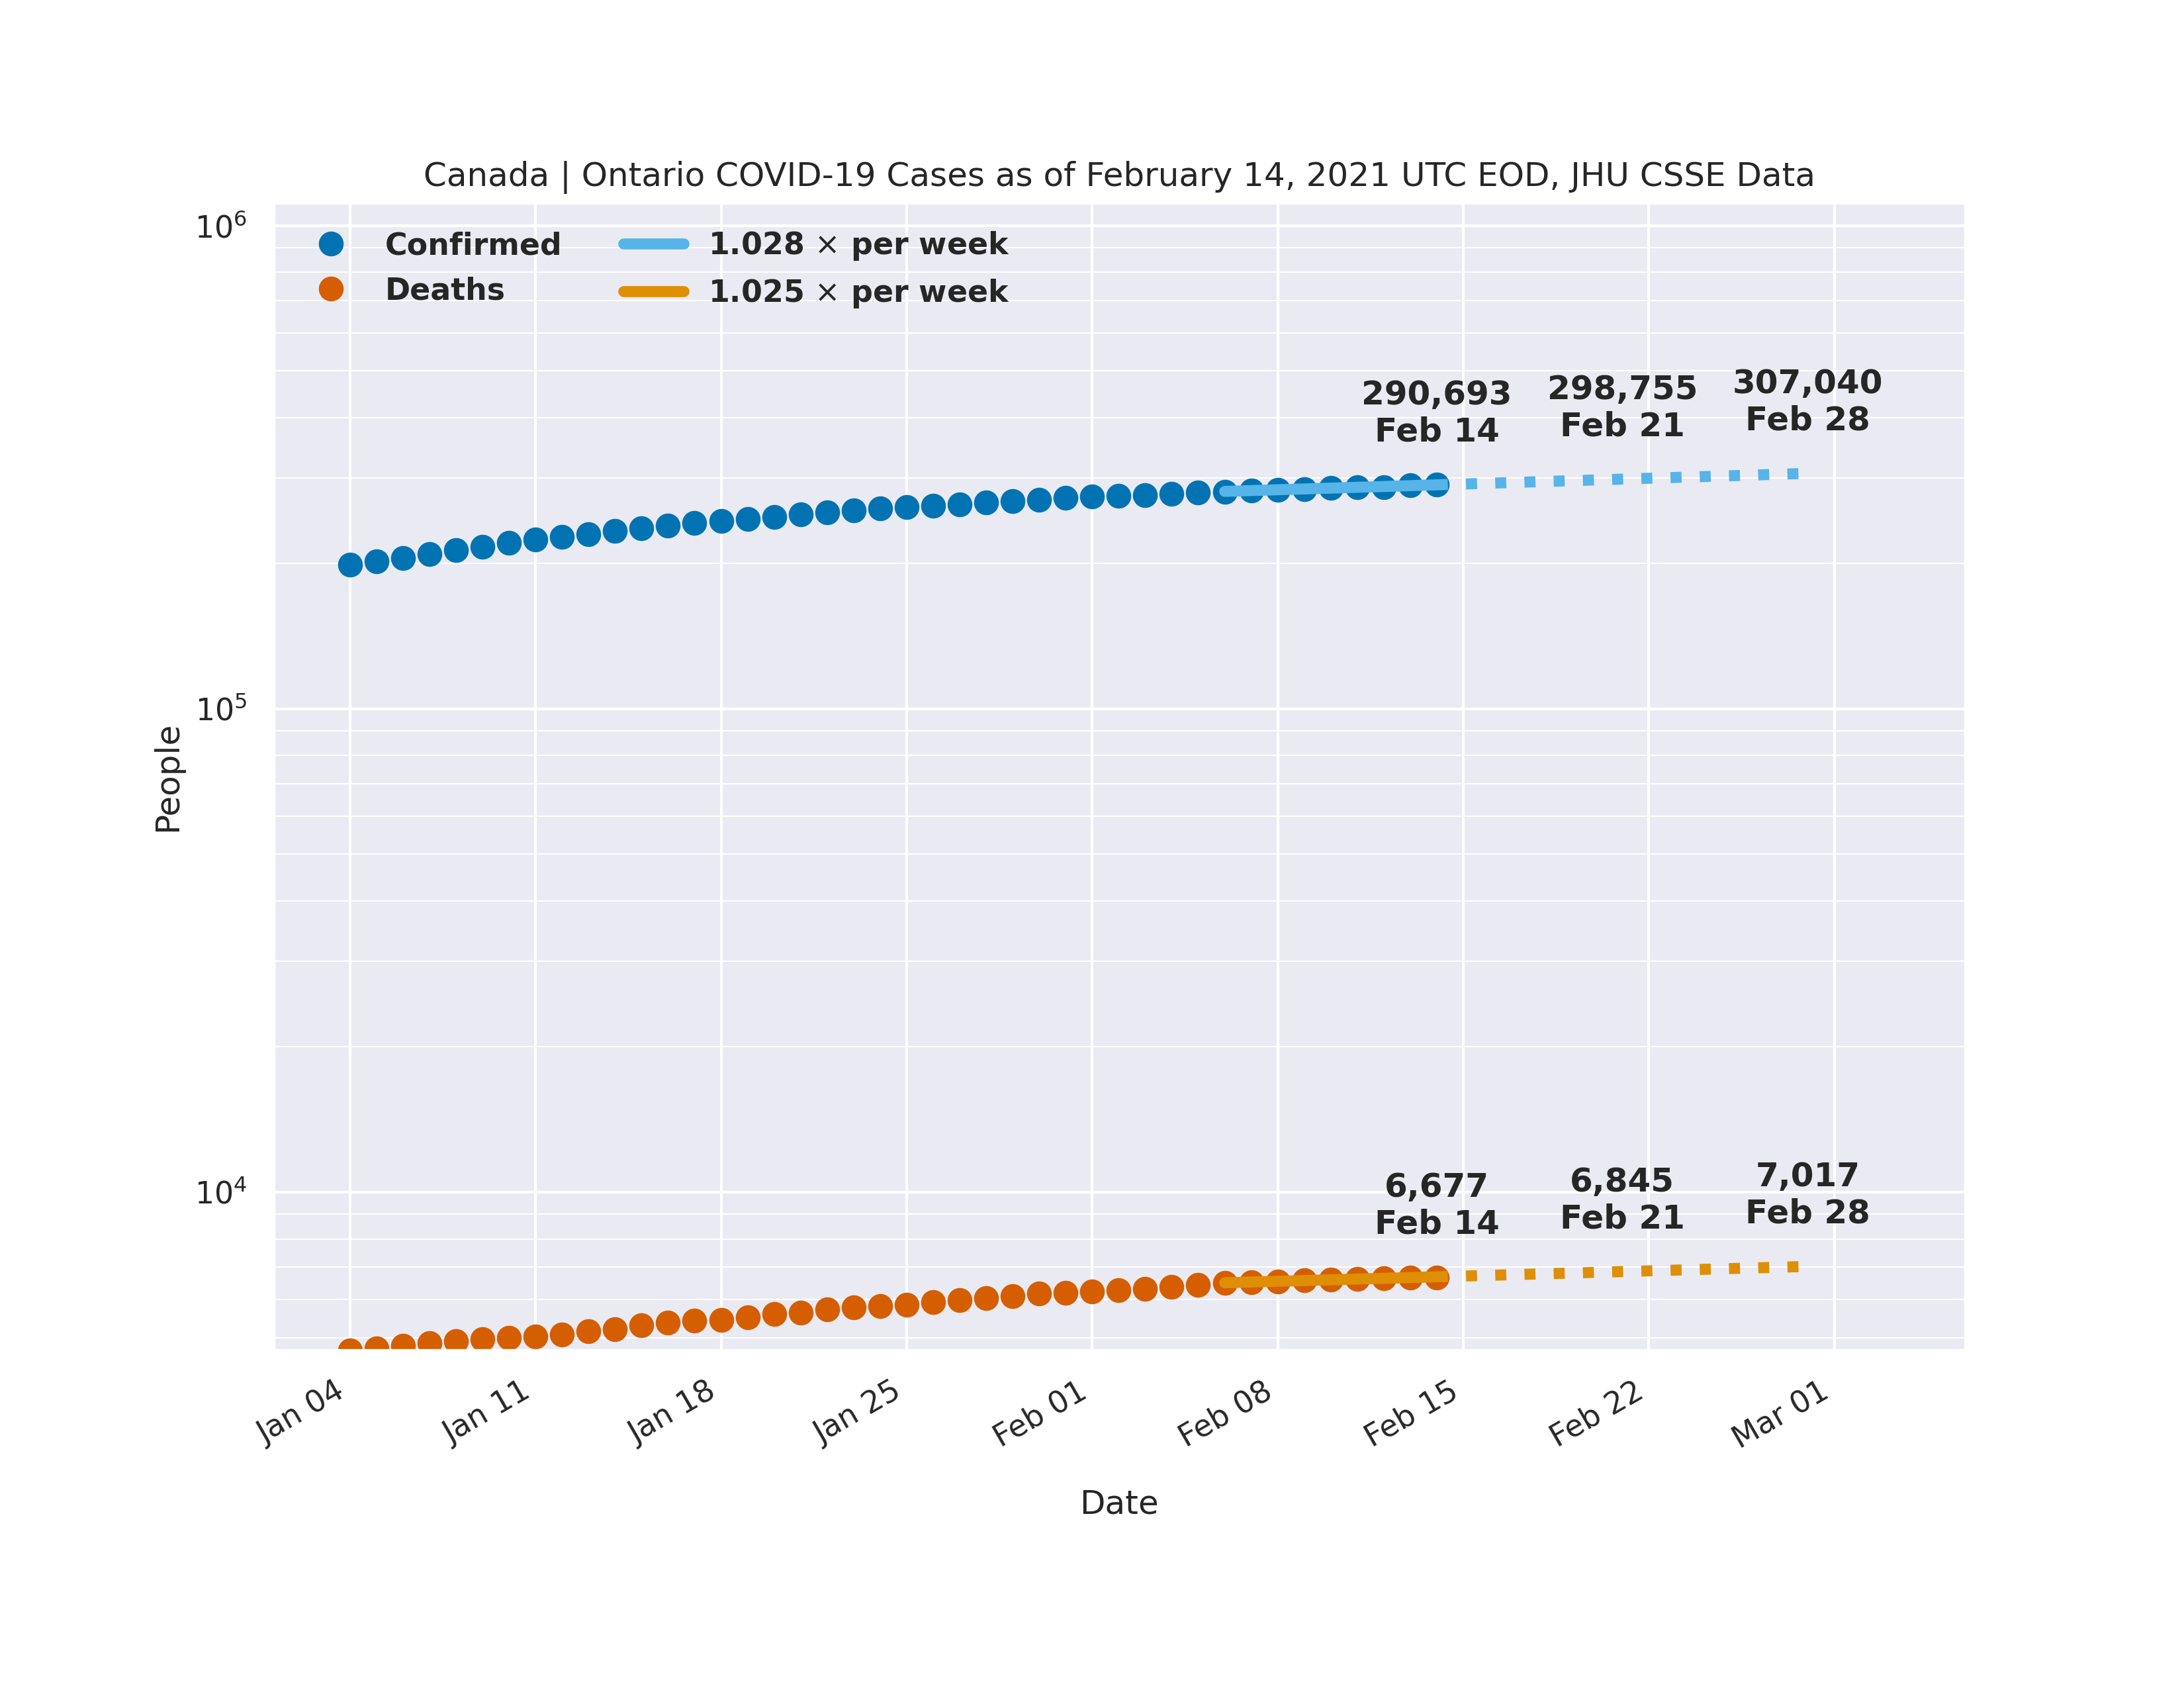 Canada | Ontario COVID-19 Cases as of February 14, 2021 UTC EOD, JHU CSSE Data
Confirmed
Deaths
1.028 × per week
1.025 × per week
290,693
Feb 14
298,755
Feb 21
307,040
Feb 28
6,677
Feb 14
6,845
Feb 21
7,017
Feb 28
People
10⁶
10⁵
10⁴
Jan 04
Jan 11
Jan 18
Jan 25
Feb 01
Feb 08
Feb 15
Feb 22
Mar 01
Date